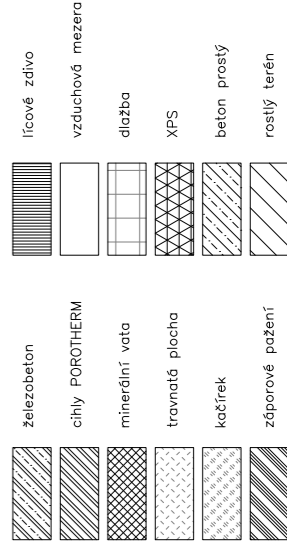 železobeton
cihly POROTHERM
minerální vata
travnatá plocha
kačírek
záporové pažení
lícové zdivo
vzduchová mezera
dlažba
XPS
beton prostý
rostlý terén